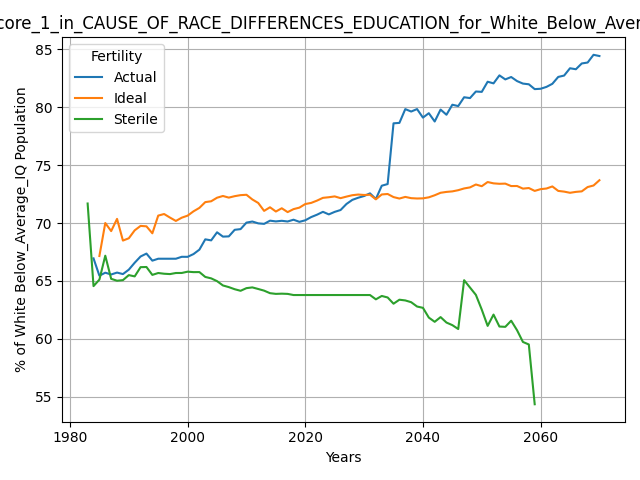 core_1_in_CAUSE_OF_RACE_DIFFERENCES_EDUCATION_for_White_Below_Aver
Fertility
Actual
Ideal
Sterile
85
80
75
70
65
60
55
% of White Below_Average_IQ Population
1980
2000
2020
2040
2060
Years